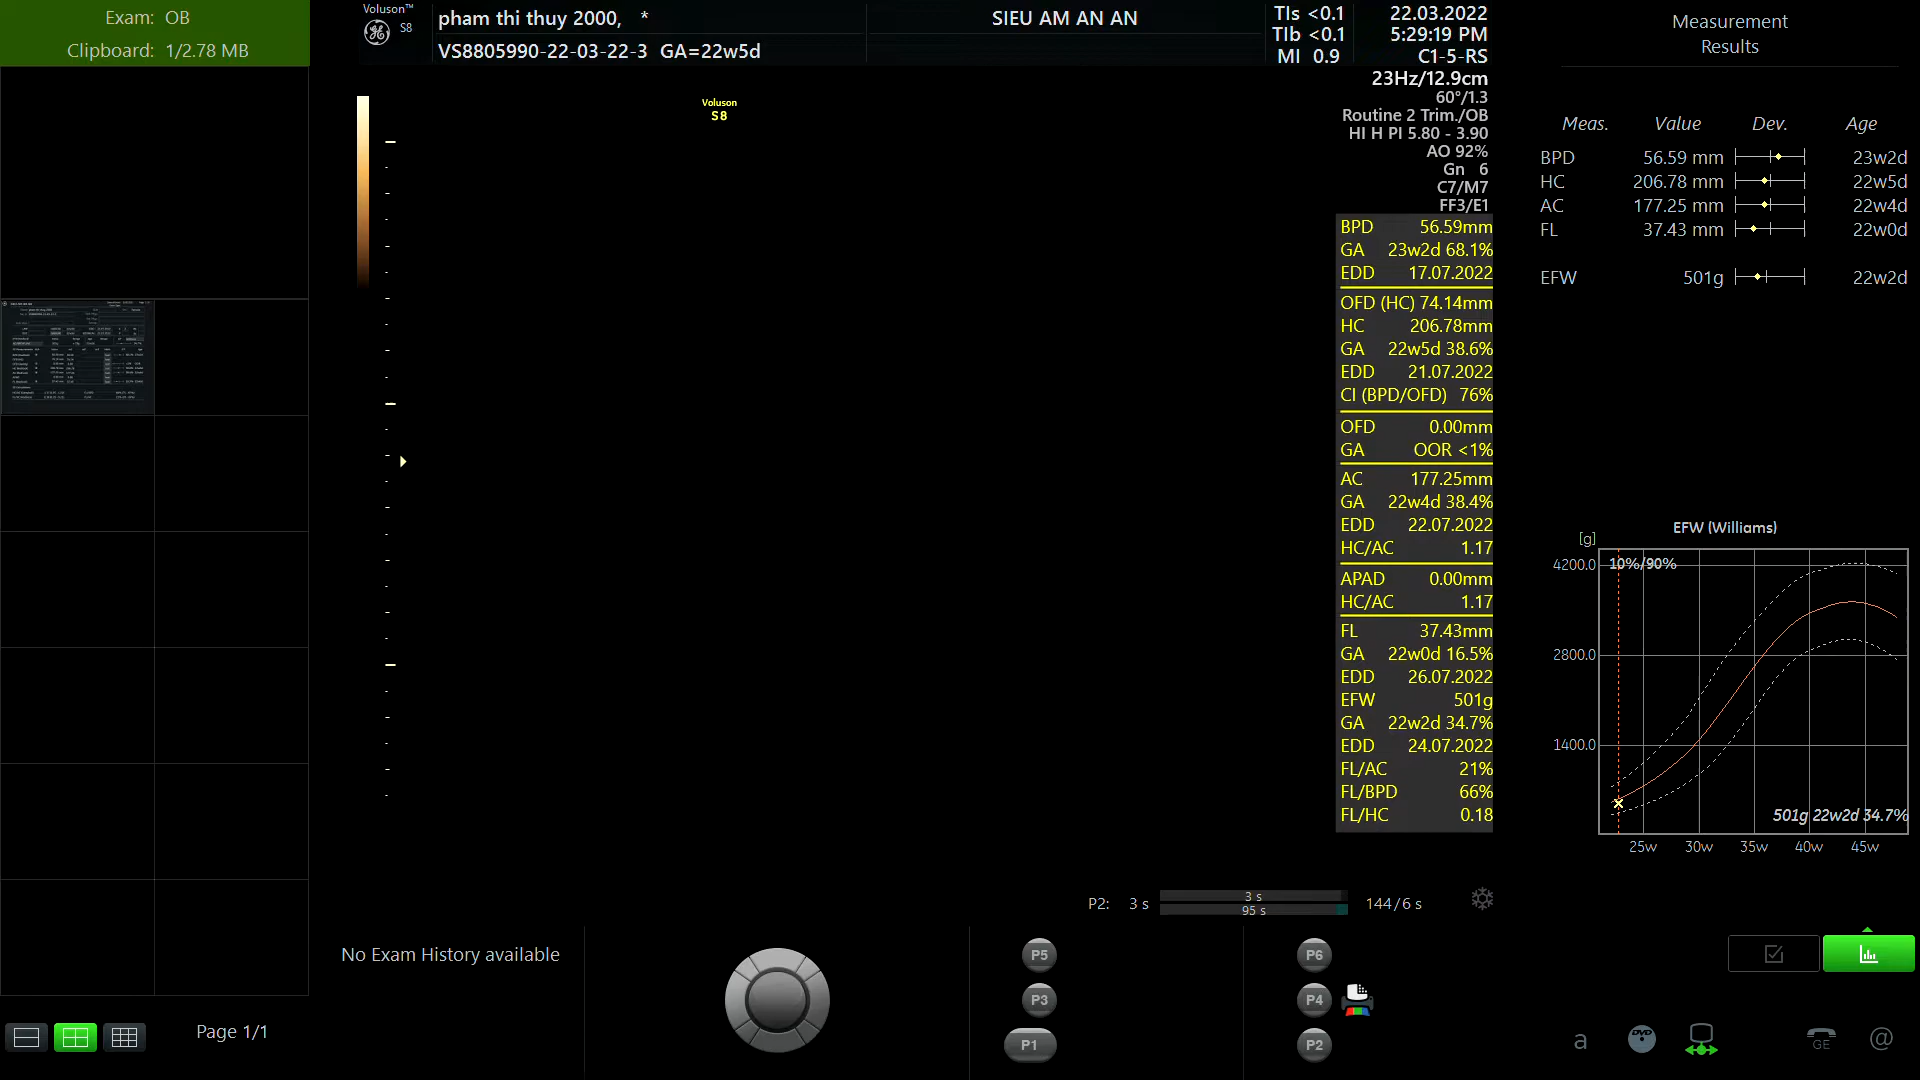 Exam: OB
Clipboard: 1/2.78 MB
Voluson™
S8
pham thi thuy 2000, *
VS8805990-22-03-22-3 GA=22w5d
SIEU AM AN AN
TIs <0.1
TIb <0.1
MI 0.9
22.03.2022
5:29:19 PM
C1-5-RS
23Hz/12.9cm
60°/1.3
Routine 2 Trim./OB
HI H PI 5.80 - 3.90
AO 92%
Gn 6
C7/M7
FF3/E1
Voluson
S8
BPD 56.59mm
GA 23w2d 68.1%
EDD 17.07.2022
OFD (HC) 74.14mm
HC 206.78mm
GA 22w5d 38.6%
EDD 21.07.2022
CI (BPD/OFD) 76%
OFD 0.00mm
GA OOR <1%
AC 177.25mm
GA 22w4d 38.4%
EDD 22.07.2022
HC/AC 1.17
APAD 0.00mm
HC/AC 1.17
FL 37.43mm
GA 22w0d 16.5%
EDD 26.07.2022
EFW 501g
GA 22w2d 34.7%
EDD 24.07.2022
FL/AC 21%
FL/BPD 66%
FL/HC 0.18
Measurement
Results
Meas. Value Dev. Age
BPD 56.59 mm 23w2d
HC 206.78 mm 22w5d
AC 177.25 mm 22w4d
FL 37.43 mm 22w0d
EFW 501g 22w2d
EFW (Williams)
[g]
10%/90%
4200.0
2800.0
1400.0
501g 22w2d 34.7%
25w 30w 35w 40w 45w
P2: 3 s
3 s
95 s
144/6 s
No Exam History available
P5
P3
P1
P6
P4
P2
Page 1/1
a
DVD
GE
@